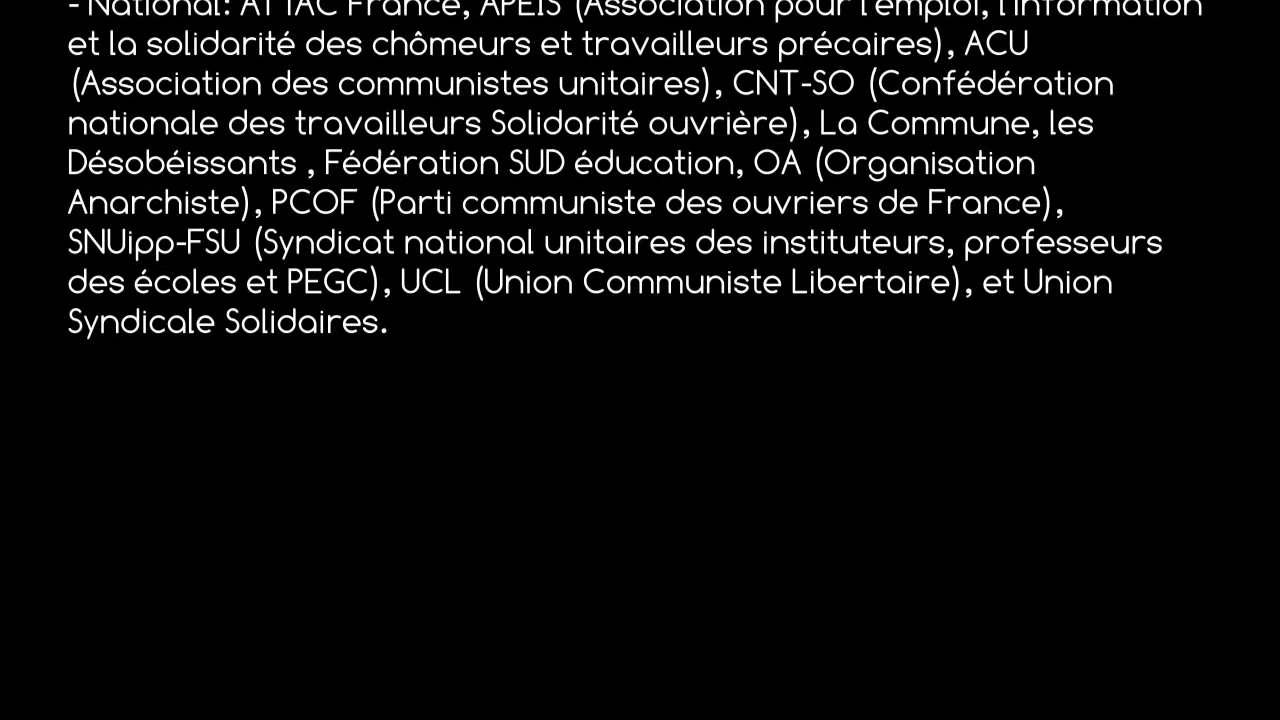 - National: ATTAC France, APEIS (Association pour l'emploi, l'information
et la solidarité des chômeurs et travailleurs précaires), ACU
(Association des communistes unitaires), CNT-SO (Confédération
nationale des travailleurs Solidarité ouvrière), La Commune, les
Désobéissants , Fédération SUD éducation, OA (Organisation
Anarchiste), PCOF (Parti communiste des ouvriers de France),
SNUipp-FSU (Syndicat national unitaires des instituteurs, professeurs
des écoles et PEGC), UCL (Union Communiste Libertaire), et Union
Syndicale Solidaires.